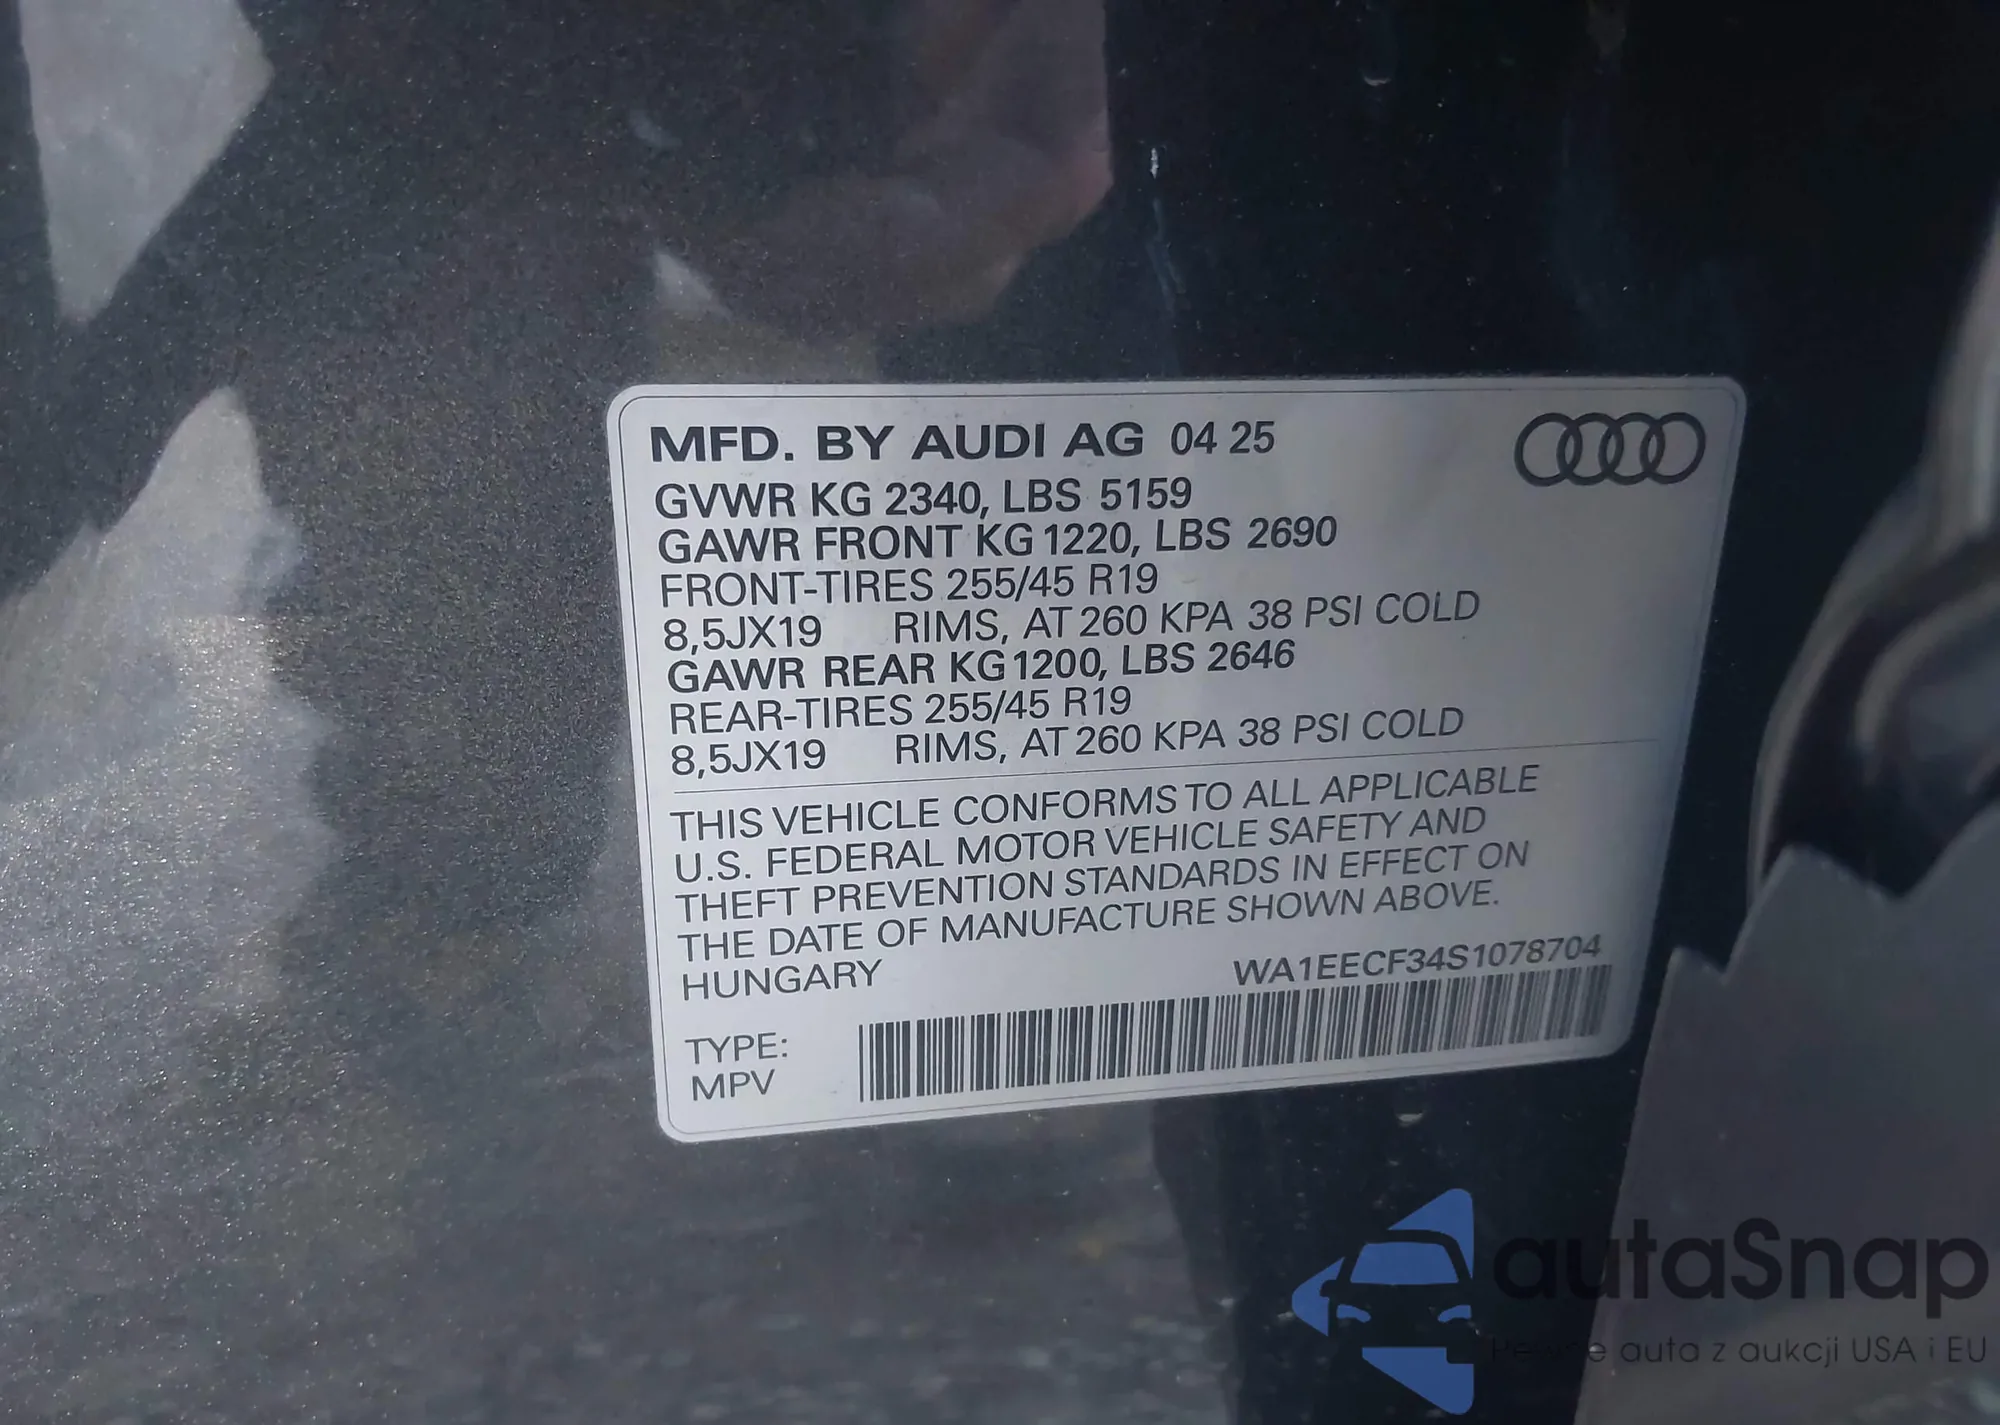 MFD. BY AUDI AG 04 25
GVWR KG 2340, LBS 5159
GAWR FRONT KG 1220, LBS 2690
FRONT-TIRES 255/45 R19
8,5JX19 RIMS, AT 260 KPA 38 PSI COLD
GAWR REAR KG 1200, LBS 2646
REAR-TIRES 255/45 R19
8,5JX19 RIMS, AT 260 KPA 38 PSI COLD
THIS VEHICLE CONFORMS TO ALL APPLICABLE
U.S. FEDERAL MOTOR VEHICLE SAFETY AND
THEFT PREVENTION STANDARDS IN EFFECT ON
THE DATE OF MANUFACTURE SHOWN ABOVE.
HUNGARY WA1EECF34S1078704
TYPE:
MPV
autaSnap
Pewne auta z aukcji USA i EU